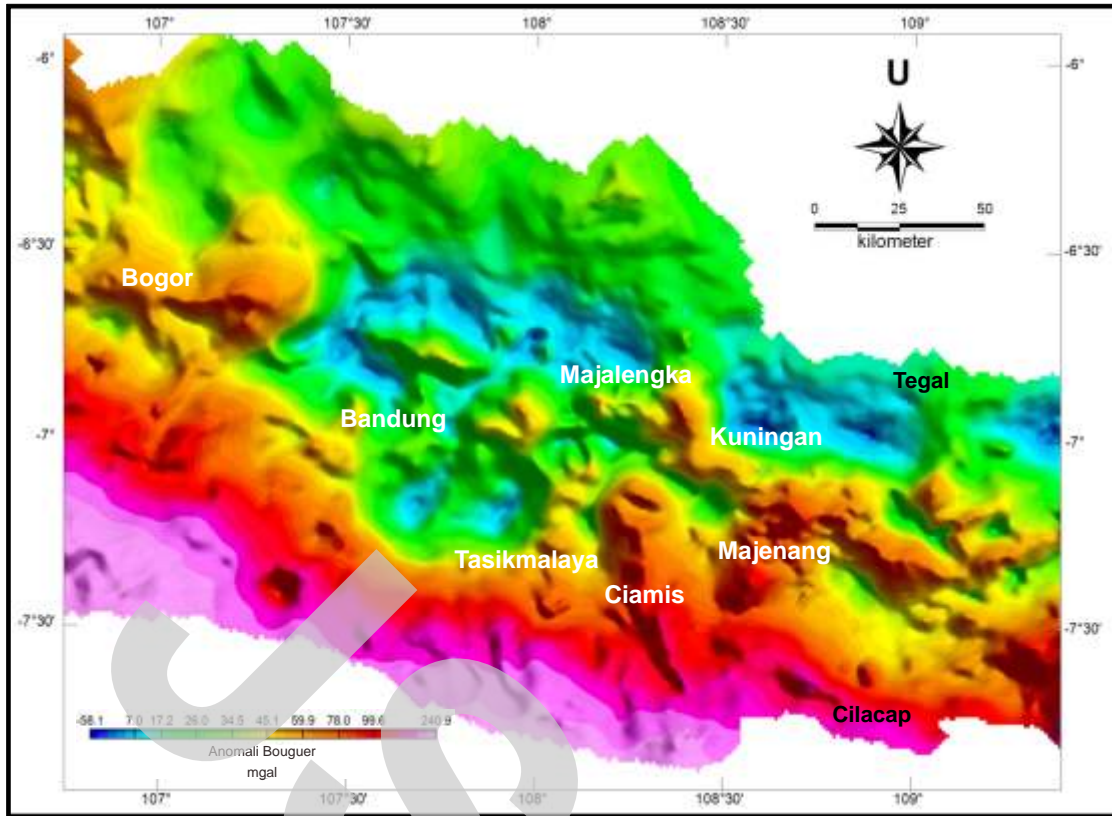 107° 107°30' 108° 108°30' 109°
-6° -6°
U
0 25 50
kilometer
-6°30' -6°30'
Bogor
Majalengka
Tegal
Bandung
Kuningan
-7° -7°
Tasikmalaya
Majenang
Ciamis
-7°30' -7°30'
Cilacap
-58.1 7.0 17.2 26.0 34.5 45.1 59.9 78.0 99.6 240.9
Anomali Bouguer
mgal
107° 107°30' 108° 108°30' 109°